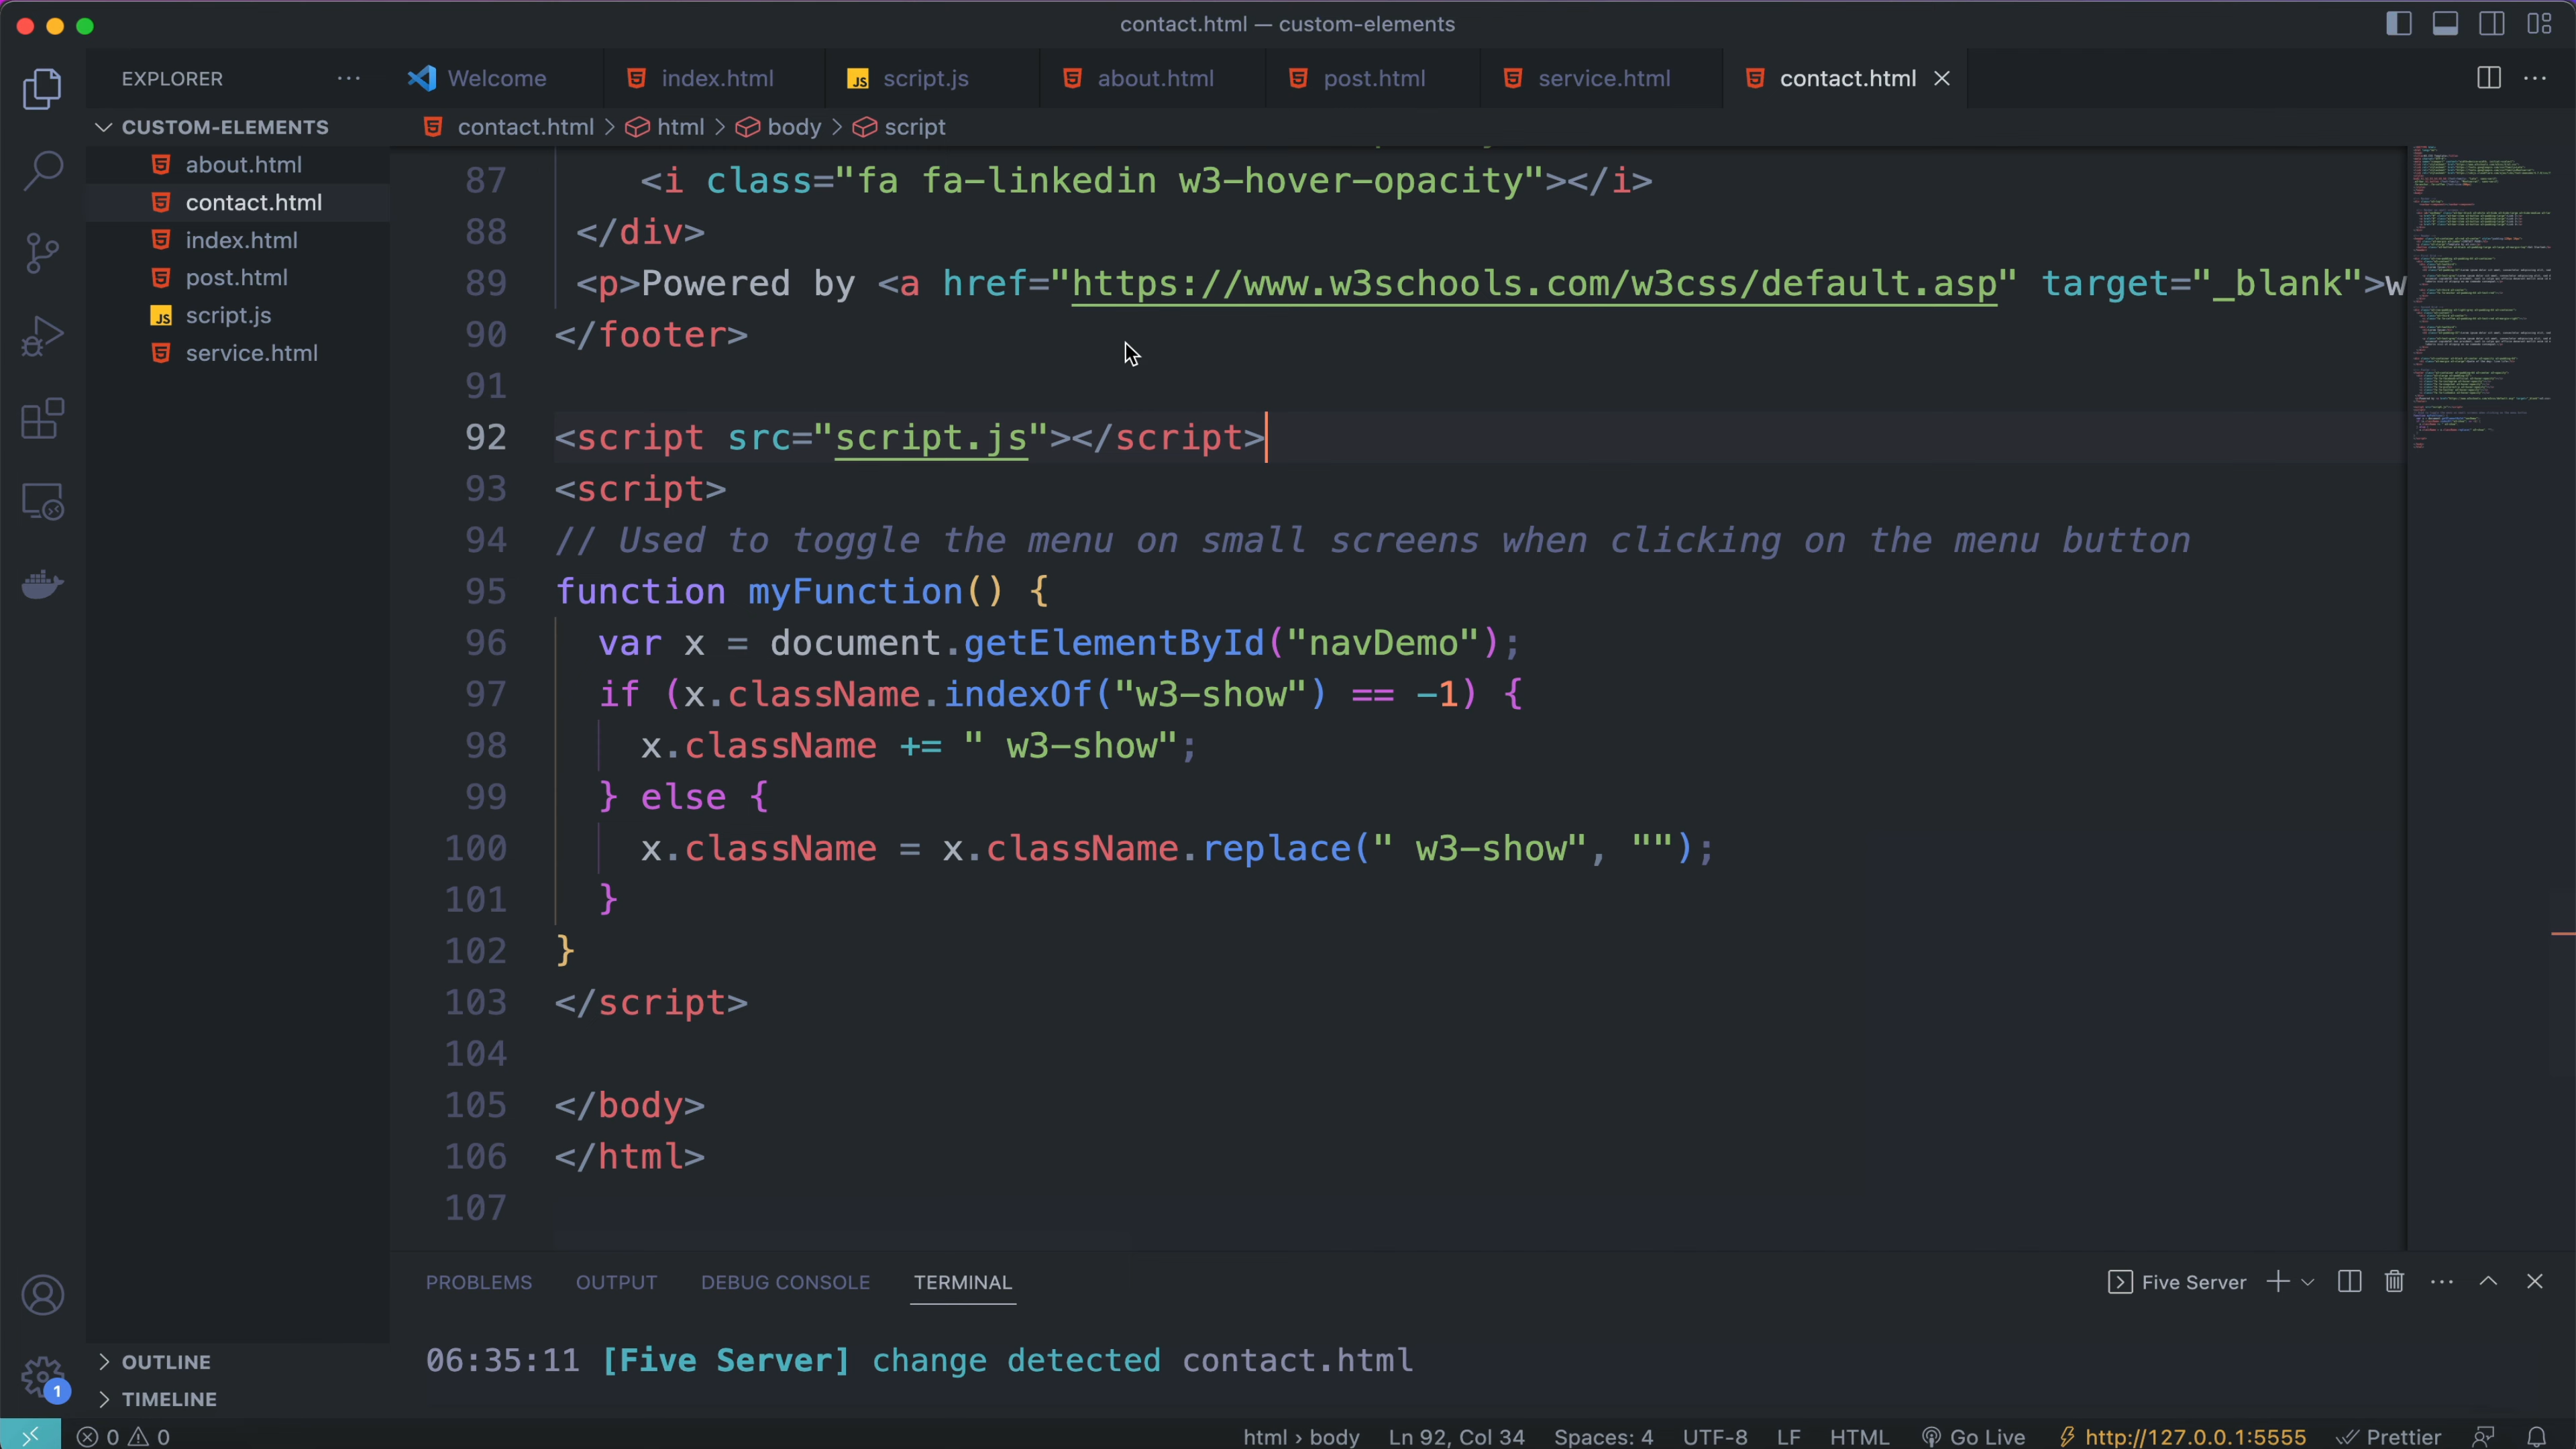 contact.html — custom-elements
EXPLORER
Welcome
index.html
script.js
about.html
post.html
service.html
contact.html
CUSTOM-ELEMENTS
contact.html > html > body > script
about.html
contact.html
index.html
post.html
script.js
service.html
87 <i class="fa fa-linkedin w3-hover-opacity"></i>
88 </div>
89 <p>Powered by <a href="https://www.w3schools.com/w3css/default.asp" target="_blank">w
90 </footer>
91
92 <script src="script.js"></script>
93 <script>
94 // Used to toggle the menu on small screens when clicking on the menu button
95 function myFunction() {
96 var x = document.getElementById("navDemo");
97 if (x.className.indexOf("w3-show") == -1) {
98 x.className += " w3-show";
99 } else {
100 x.className = x.className.replace(" w3-show", "");
101 }
102 }
103 </script>
104
105 </body>
106 </html>
107
PROBLEMS OUTPUT DEBUG CONSOLE TERMINAL
Five Server
06:35:11 [Five Server] change detected contact.html
OUTLINE
TIMELINE
1
0 0
html › body Ln 92, Col 34 Spaces: 4 UTF-8 LF HTML Go Live http://127.0.0.1:5555 Prettier